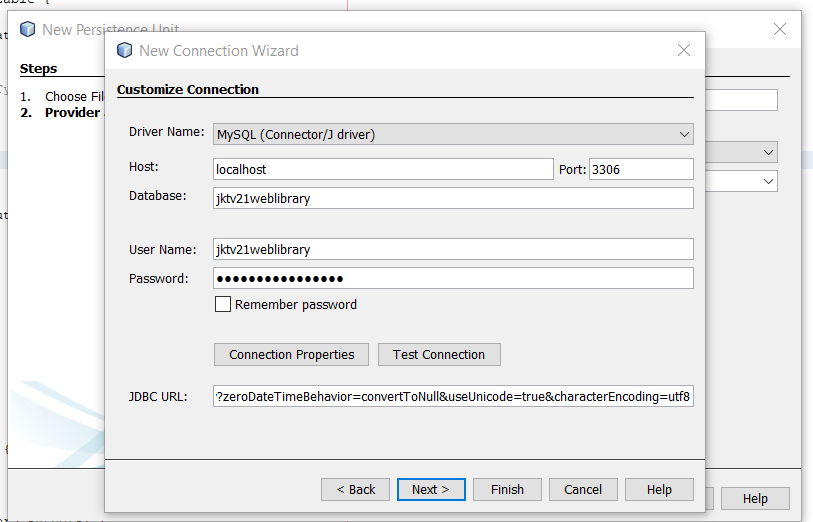 New Persistence Unit
New Connection Wizard
Steps
1. Choose File
2. Provider
Customize Connection
Driver Name: MySQL (Connector/J driver)
Host: localhost Port: 3306
Database: jktv21weblibrary
User Name: jktv21weblibrary
Password: ●●●●●●●●●●●●●●●●
Remember password
Connection Properties Test Connection
JDBC URL: ?zeroDateTimeBehavior=convertToNull&useUnicode=true&characterEncoding=utf8
< Back Next > Finish Cancel Help
Help